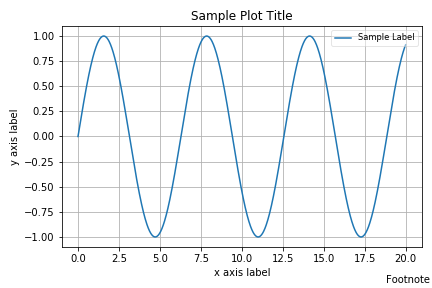 Sample Plot Title
Sample Label
1.00
0.75
0.50
0.25
0.00
−0.25
−0.50
−0.75
−1.00
y axis label
0.0 2.5 5.0 7.5 10.0 12.5 15.0 17.5 20.0
x axis label
Footnote